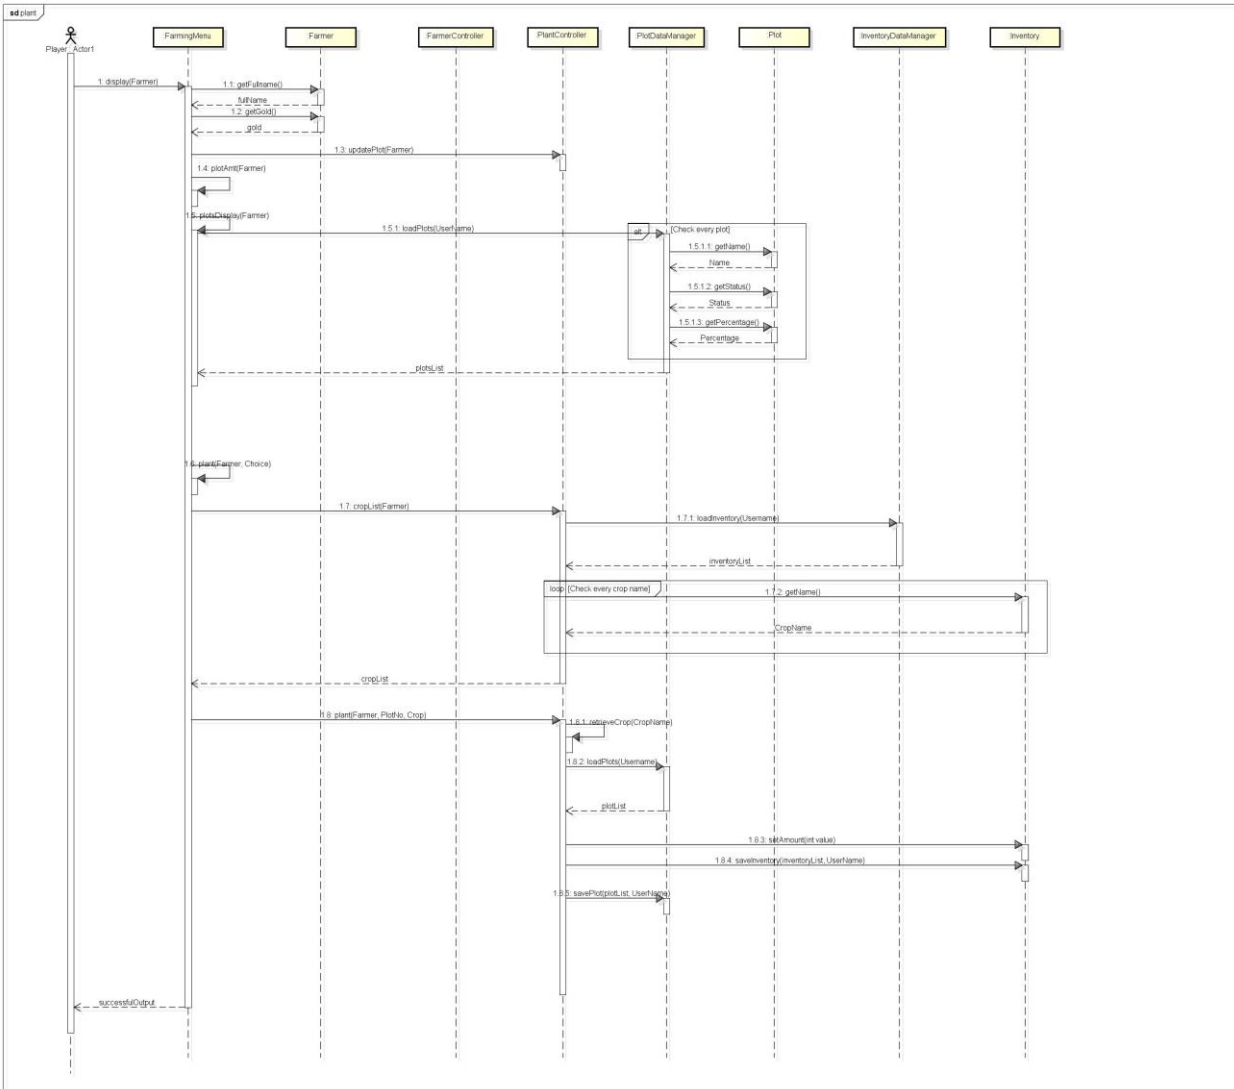 sd plant
Player_Actor1
FarmingMenu
Farmer
FarmerController
PlantController
PlotDataManager
Plot
InventoryDataManager
Inventory
1: display(Farmer)
1.1: getFullname()
fullName
1.2: getGold()
gold
1.3: updatePlot(Farmer)
1.4: plotAmt(Farmer)
1.5: plotsDisplay(Farmer)
1.5.1: loadPlots(UserName)
alt
[Check every plot]
1.5.1.1: getName()
Name
1.5.1.2: getStatus()
Status
1.5.1.3: getPercentage()
Percentage
plotsList
1.6: plant(Farmer, Choice)
1.7: cropList(Farmer)
1.7.1: loadInventory(Username)
inventoryList
loop [Check every crop name]
1.7.2: getName()
CropName
cropList
1.8: plant(Farmer, PlotNo, Crop)
1.8.1: retrieveCrop(CropName)
1.8.2: loadPlots(Username)
plotList
1.8.3: setAmount(int value)
1.8.4: saveInventory(inventoryList, UserName)
1.8.5: savePlot(plotList, UserName)
successfulOutput